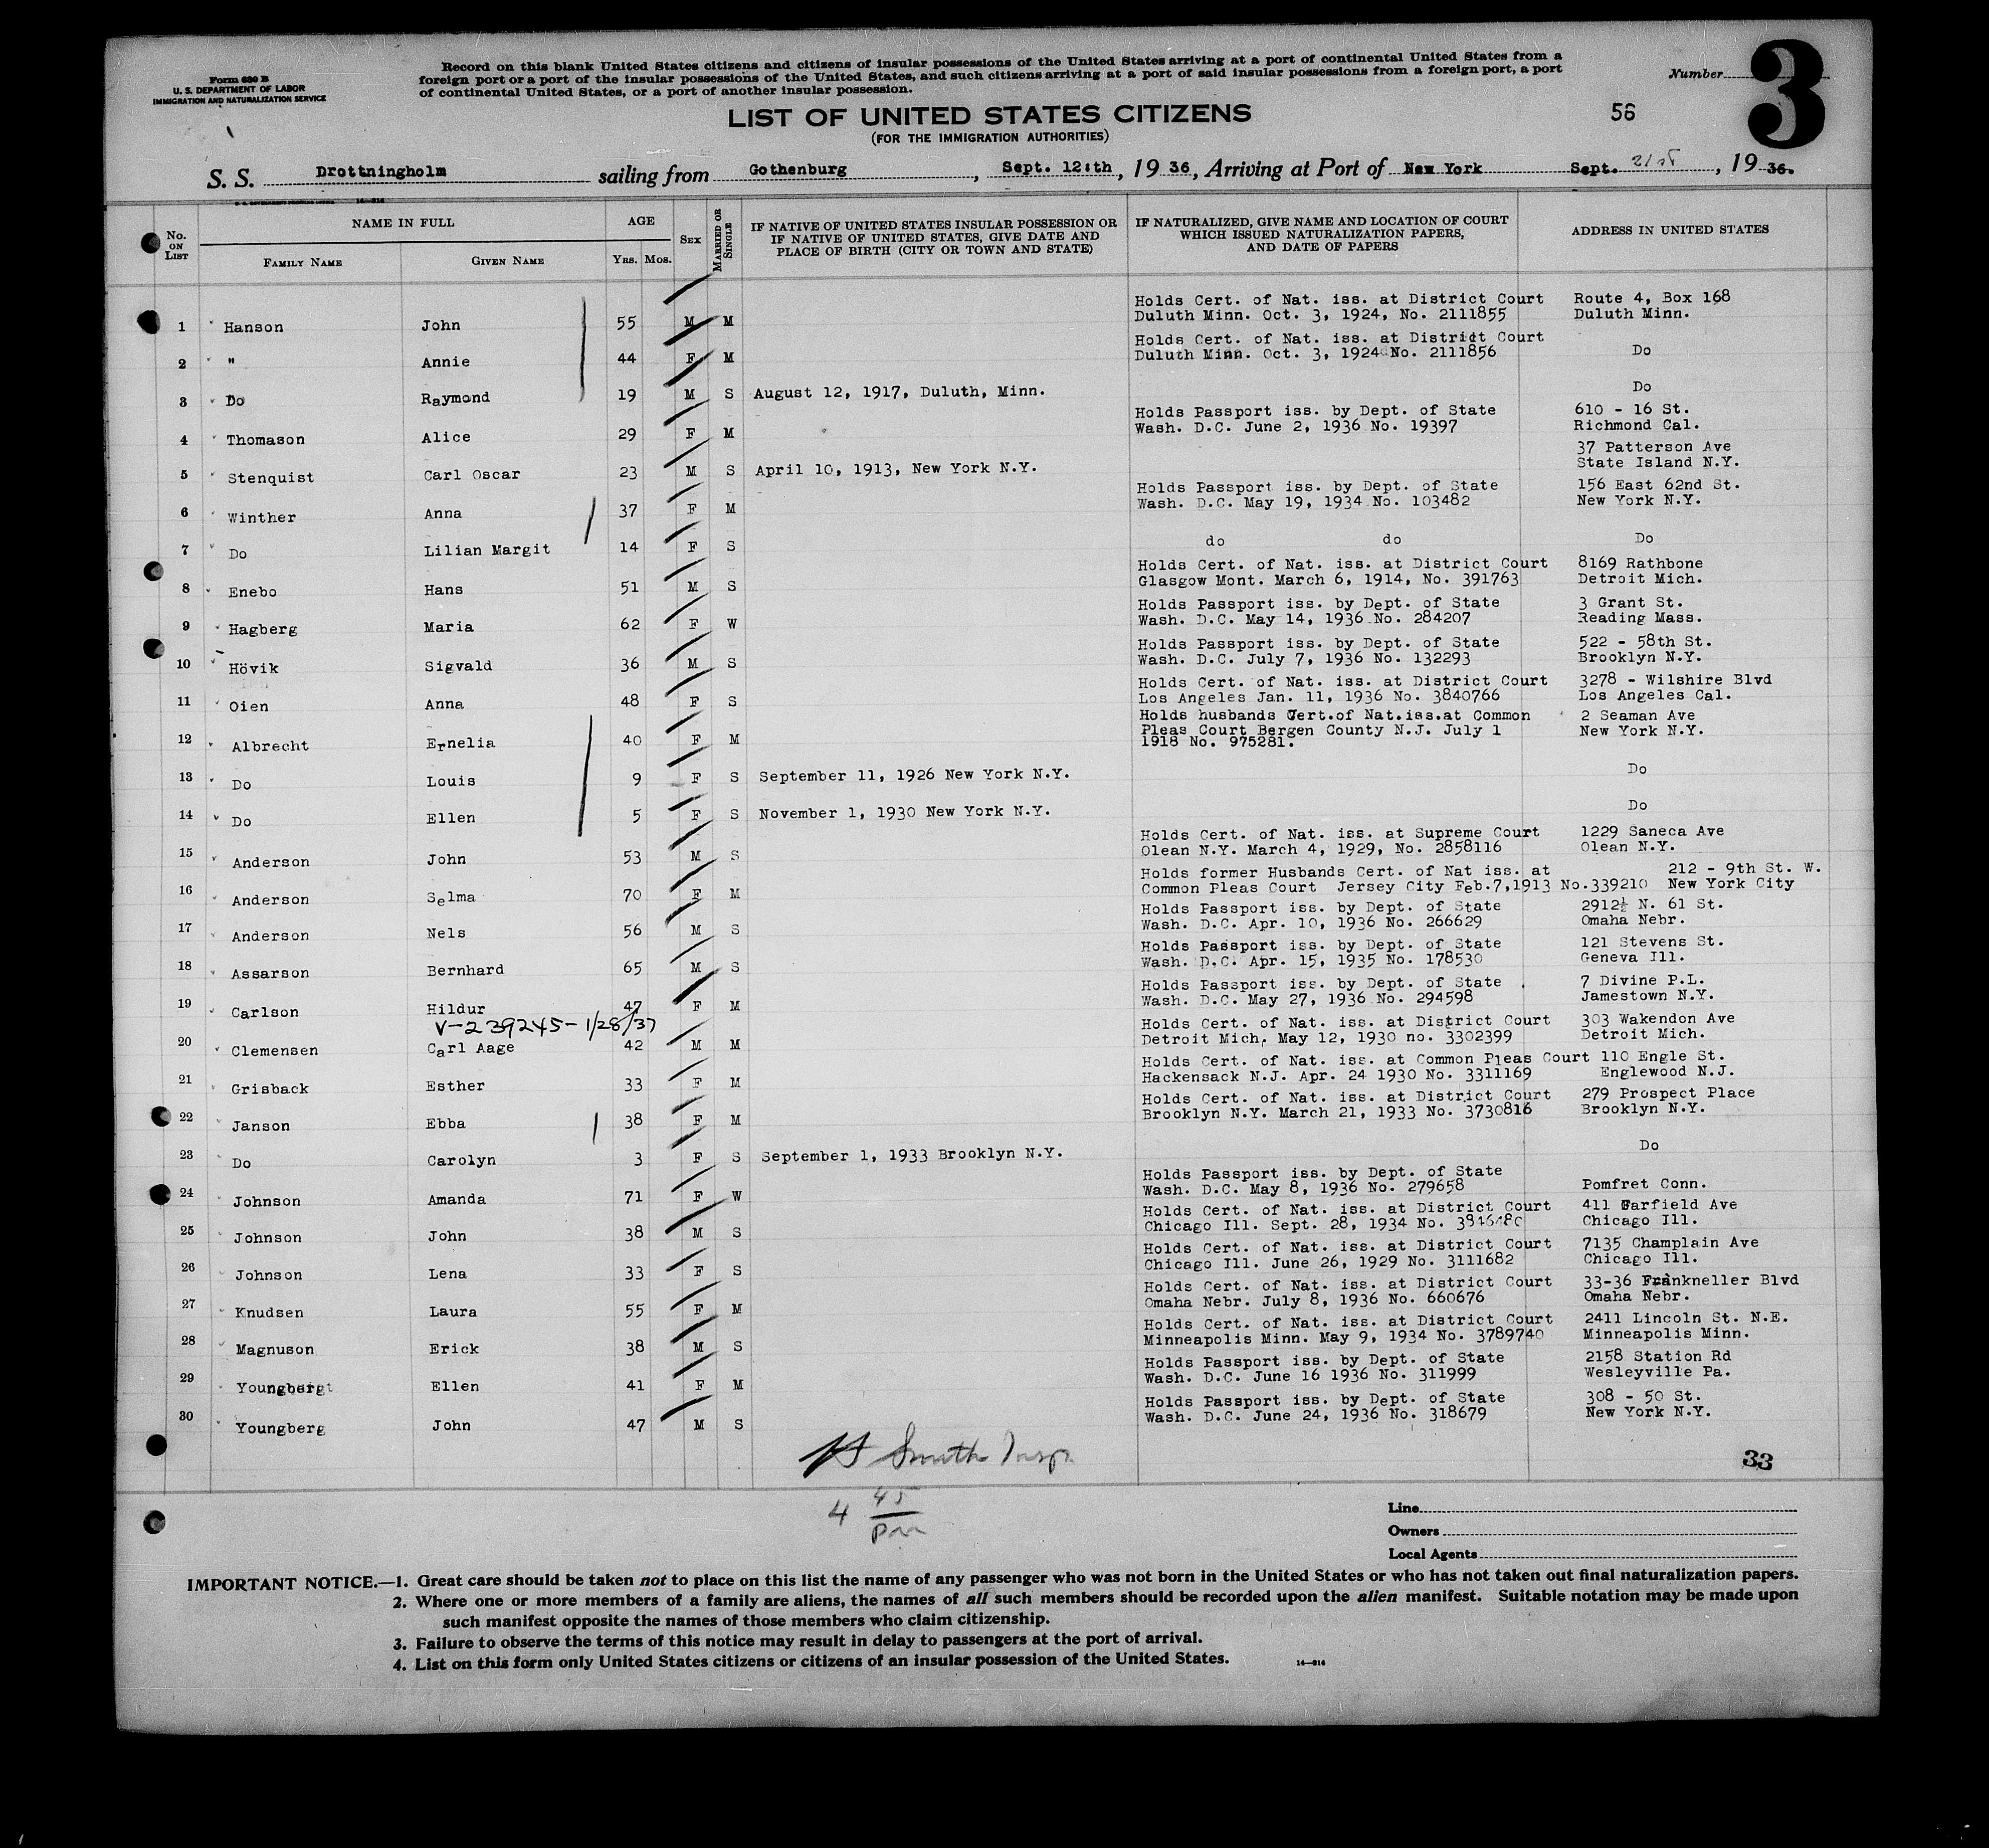 Form 630 B
U. S. DEPARTMENT OF LABOR
IMMIGRATION AND NATURALIZATION SERVICE
Record on this blank United States citizens and citizens of insular possessions of the United States arriving at a port of continental United States from a
foreign port or a port of the insular possessions of the United States, and such citizens arriving at a port of said insular possessions from a foreign port, a port
of continental United States, or a port of another insular possession.
Number 3
LIST OF UNITED STATES CITIZENS
56
(FOR THE IMMIGRATION AUTHORITIES)
S. S. Drottningholm sailing from Gothenburg, Sept. 12:th, 19 36, Arriving at Port of New York Sept. 21st, 19 36.
No. ON LIST NAME IN FULL AGE SEX MARRIED OR SINGLE IF NATIVE OF UNITED STATES INSULAR POSSESSION OR IF NATIVE OF UNITED STATES, GIVE DATE AND PLACE OF BIRTH (CITY OR TOWN AND STATE) IF NATURALIZED, GIVE NAME AND LOCATION OF COURT WHICH ISSUED NATURALIZATION PAPERS, AND DATE OF PAPERS ADDRESS IN UNITED STATES
FAMILY NAME GIVEN NAME YRS. MOS.
Holds Cert. of Nat. iss. at District Court Route 4, Box 168
1 Hanson John 55 M M Duluth Minn. Oct. 3, 1924, No. 2111855 Duluth Minn.
Holds Cert. of Nat. iss. at District Court
2 " Annie 44 F M Duluth Minn. Oct. 3, 1924 No. 2111856 Do
3 Do Raymond 19 M S August 12, 1917, Duluth, Minn. Do
Holds Passport iss. by Dept. of State 610 - 16 St.
4 Thomason Alice 29 F M Wash. D.C. June 2, 1936 No. 19397 Richmond Cal.
37 Patterson Ave
5 Stenquist Carl Oscar 23 M S April 10, 1913, New York N.Y. State Island N.Y.
Holds Passport iss. by Dept. of State 156 East 62nd St.
6 Winther Anna 37 F M Wash. D.C. May 19, 1934 No. 103482 New York N.Y.
7 Do Lilian Margit 14 F S do do Do
Holds Cert. of Nat. iss. at District Court 8169 Rathbone
8 Enebo Hans 51 M S Glasgow Mont. March 6, 1914, No. 391763 Detroit Mich.
Holds Passport iss. by Dept. of State 3 Grant St.
9 Hagberg Maria 62 F W Wash. D.C. May 14, 1936 No. 284207 Reading Mass.
Holds Passport iss. by Dept. of State 522 - 58th St.
10 Hövik Sigvald 36 M S Wash. D.C. July 7, 1936 No. 132293 Brooklyn N.Y.
Holds Cert. of Nat. iss. at District Court 3278 - Wilshire Blvd
11 Oien Anna 48 F S Los Angeles Jan. 11, 1936 No. 3840766 Los Angeles Cal.
Holds husbands Cert.of Nat.iss.at Common 2 Seaman Ave
12 Albrecht Ernelia 40 F M Pleas Court Bergen County N.J. July 1 New York N.Y.
1918 No. 975281.
13 Do Louis 9 F S September 11, 1926 New York N.Y. Do
14 Do Ellen 5 F S November 1, 1930 New York N.Y. Do
Holds Cert. of Nat. iss. at Supreme Court 1229 Saneca Ave
15 Anderson John 53 M S Olean N.Y. March 4, 1929, No. 2858116 Olean N.Y.
Holds former Husbands Cert. of Nat iss. at 212 - 9th St. W.
16 Anderson Selma 70 F M Common Pleas Court Jersey City Feb.7,1913 No.339210 New York City
Holds Passport iss. by Dept. of State 2912½ N. 61 St.
17 Anderson Nels 56 M S Wash. D.C. Apr. 10, 1936 No. 266629 Omaha Nebr.
Holds Passport iss. by Dept. of State 121 Stevens St.
18 Assarson Bernhard 65 M S Wash. D.C. Apr. 15, 1935 No. 178530 Geneva Ill.
Holds Passport iss. by Dept. of State 7 Divine P.L.
19 Carlson Hildur 47 F M Wash. D.C. May 27, 1936 No. 294598 Jamestown N.Y.
V-239245-1/28/37 Holds Cert. of Nat. iss. at District Court 303 Wakendon Ave
20 Clemensen Carl Aage 42 M M Detroit Mich. May 12, 1930 no. 3302399 Detroit Mich.
Holds Cert. of Nat. iss. at Common Pleas Court 110 Engle St.
21 Grisback Esther 33 F M Hackensack N.J. Apr. 24 1930 No. 3311169 Englewood N.J.
Holds Cert. of Nat. iss. at District Court 279 Prospect Place
22 Janson Ebba 38 F M Brooklyn N.Y. March 21, 1933 No. 3730816 Brooklyn N.Y.
23 Do Carolyn 3 F S September 1, 1933 Brooklyn N.Y. Do
Holds Passport iss. by Dept. of State
24 Johnson Amanda 71 F W Wash. D.C. May 8, 1936 No. 279658 Pomfret Conn.
Holds Cert. of Nat. iss. at District Court 411 Garfield Ave
25 Johnson John 38 M S Chicago Ill. Sept. 28, 1934 No. Chicago Ill.
Holds Cert. of Nat. iss. at District Court 7135 Champlain Ave
26 Johnson Lena 33 F S Chicago Ill. June 26, 1929 No. 3111682 Chicago Ill.
Holds Cert. of Nat. iss. at District Court 33-36 Frankneller Blvd
27 Knudsen Laura 55 F M Omaha Nebr. July 8, 1936 No. 660676 Omaha Nebr.
Holds Cert. of Nat. iss. at District Court 2411 Lincoln St. N.E.
28 Magnuson Erick 38 M S Minneapolis Minn. May 9, 1934 No. 3789740 Minneapolis Minn.
Holds Passport iss. by Dept. of State 2158 Station Rd
29 Youngbergt Ellen 41 F M Wash. D.C. June 16 1936 No. 311999 Wesleyville Pa.
Holds Passport iss. by Dept. of State 308 - 50 St.
30 Youngberg John 47 M S Wash. D.C. June 24, 1936 No. 318679 New York N.Y.
Smith Insp 33
4 45 pm
Line
Owners
Local Agents
IMPORTANT NOTICE.—1. Great care should be taken not to place on this list the name of any passenger who was not born in the United States or who has not taken out final naturalization papers.
2. Where one or more members of a family are aliens, the names of all such members should be recorded upon the alien manifest. Suitable notation may be made upon
such manifest opposite the names of those members who claim citizenship.
3. Failure to observe the terms of this notice may result in delay to passengers at the port of arrival.
4. List on this form only United States citizens or citizens of an insular possession of the United States. 14—814